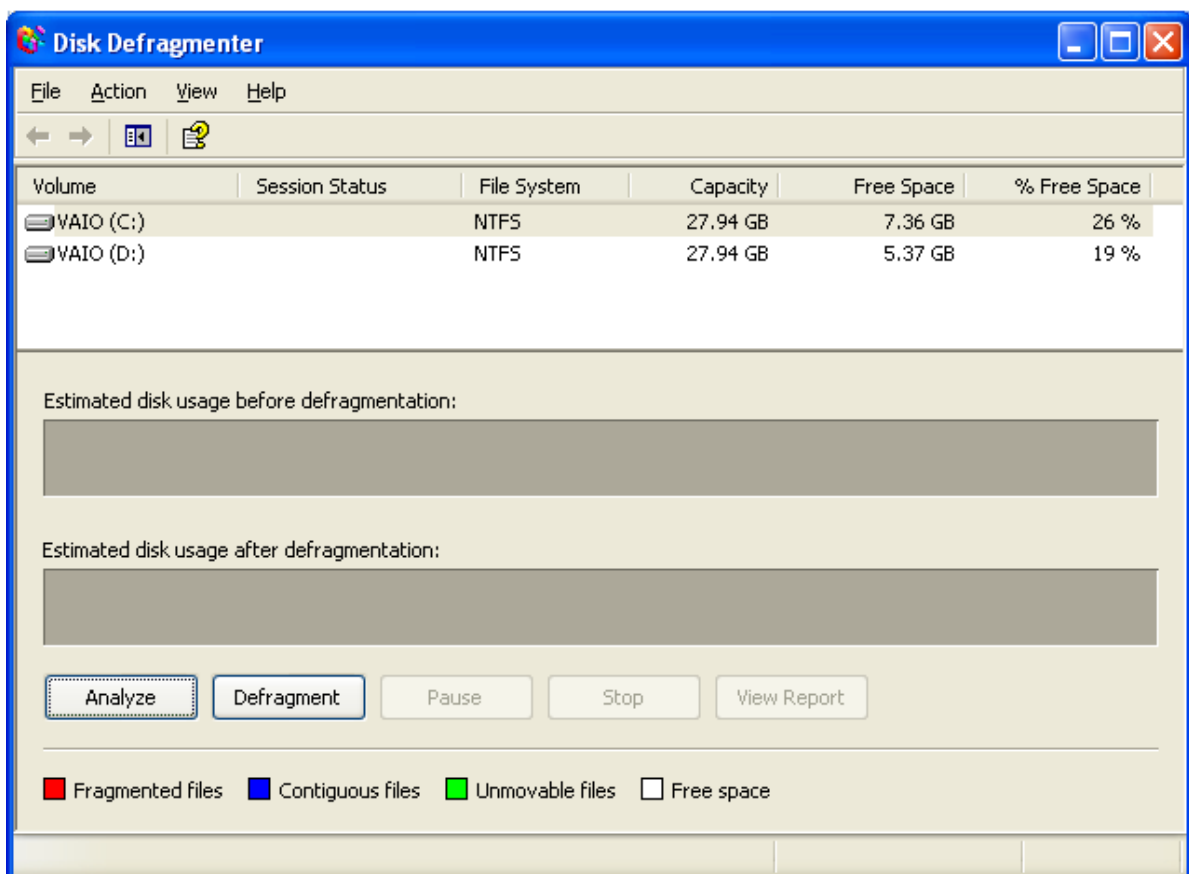 Disk Defragmenter
File Action View Help
Volume Session Status File System Capacity Free Space % Free Space
VAIO (C:) NTFS 27.94 GB 7.36 GB 26 %
VAIO (D:) NTFS 27.94 GB 5.37 GB 19 %
Estimated disk usage before defragmentation:
Estimated disk usage after defragmentation:
Analyze Defragment Pause Stop View Report
Fragmented files Contiguous files Unmovable files Free space